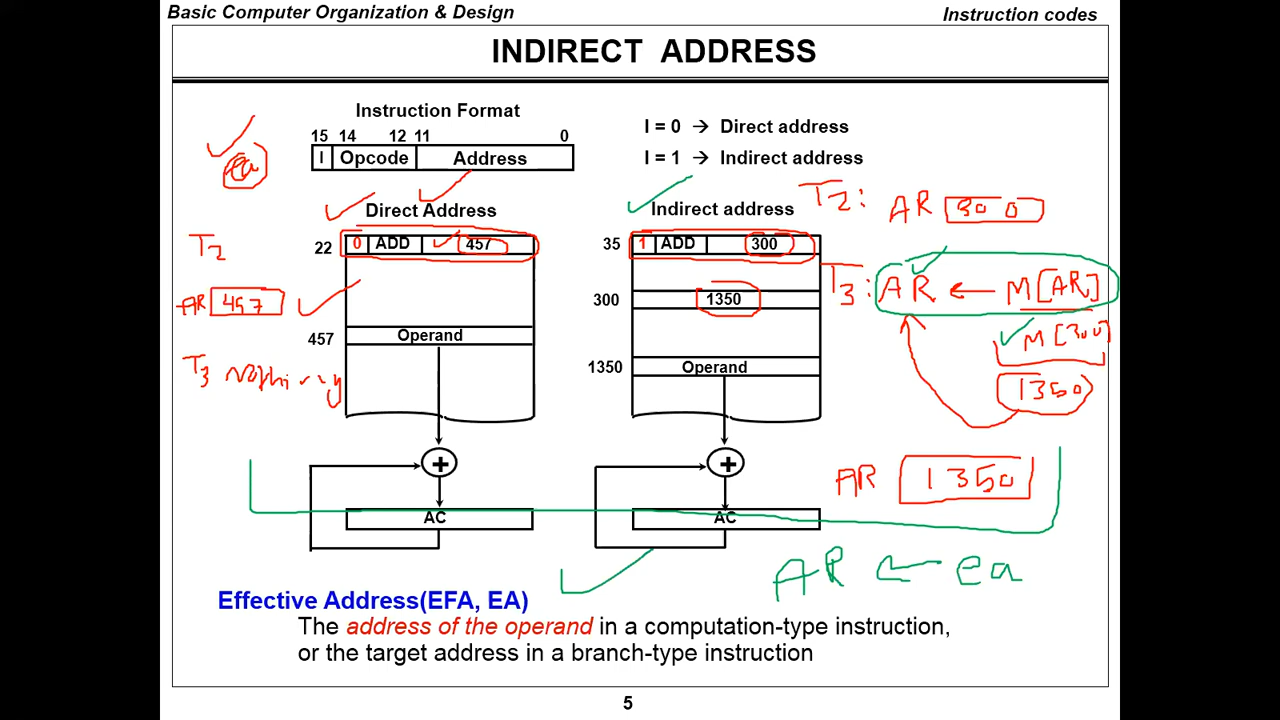 Basic Computer Organization & Design
Instruction codes
INDIRECT ADDRESS
Instruction Format
15 14 12 11 0
I Opcode Address
I = 0 → Direct address
I = 1 → Indirect address
ea
Direct Address
22 0 ADD 457
457 Operand
AC
T2
AR 457
T3
Indirect address
35 1 ADD 300
300 1350
1350 Operand
AC
T2: AR 300
T3: AR ← M[AR]
M[300]
1350
AR 1350
AR ← ea
Effective Address(EFA, EA)
The address of the operand in a computation-type instruction,
or the target address in a branch-type instruction
5